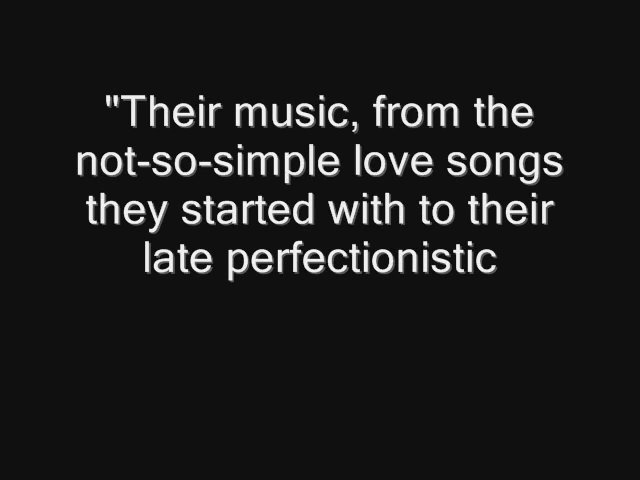 "Their music, from the
not-so-simple love songs
they started with to their
late perfectionistic